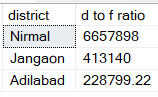 district d to f ratio
Nirmal 6657898
Jangaon 413140
Adilabad 228799.22